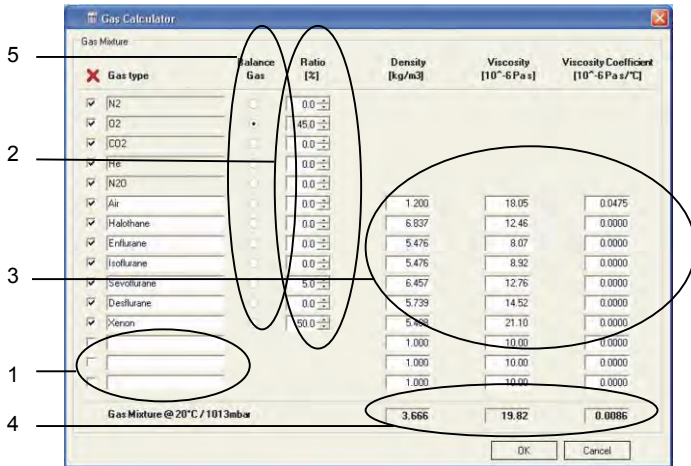 Gas Calculator
Gas Mixture
5
Balance Gas
Ratio [%]
Density [kg/m3]
Viscosity [10^-6 Pa s]
Viscosity Coefficient [10^-6 Pa s/°C]
Gas type
N2 0.0
O2 45.0
CO2 0.0
2
He 0.0
N2O 0.0
Air 0.0 1.200 18.05 0.0475
Halothane 0.0 6.837 12.46 0.0000
Enflurane 0.0 5.476 8.07 0.0000
Isoflurane 0.0 5.476 8.92 0.0000
3
Sevoflurane 5.0 6.457 12.76 0.0000
Desflurane 0.0 5.739 14.52 0.0000
Xenon 50.0 21.10 0.0000
1.000 10.00 0.0000
1
1.000 10.00 0.0000
1.000 10.00 0.0000
Gas Mixture @ 20°C / 1013mbar 3.666 19.82 0.0086
4
OK Cancel